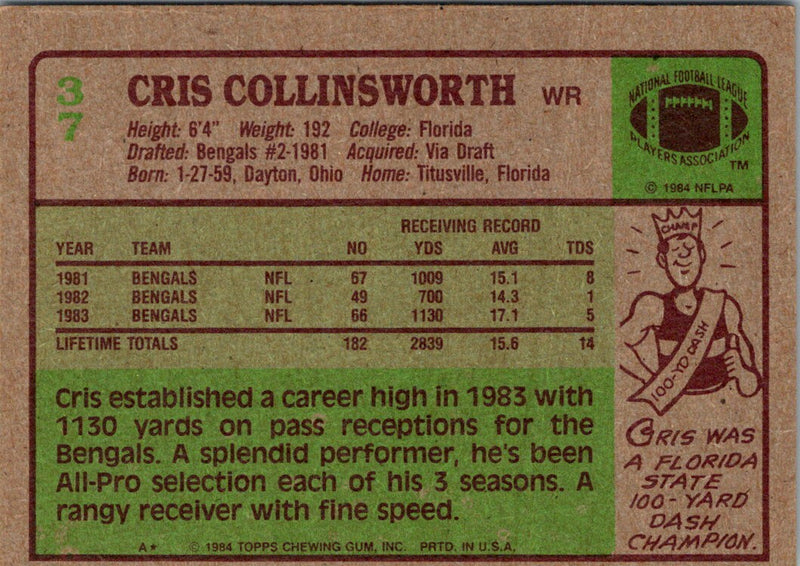 37
CRIS COLLINSWORTH WR
Height: 6'4" Weight: 192 College: Florida
Drafted: Bengals #2-1981 Acquired: Via Draft
Born: 1-27-59, Dayton, Ohio Home: Titusville, Florida
NATIONAL FOOTBALL LEAGUE
PLAYERS ASSOCIATION
TM
© 1984 NFLPA
RECEIVING RECORD
YEAR TEAM NO YDS AVG TDS
1981 BENGALS NFL 67 1009 15.1 8
1982 BENGALS NFL 49 700 14.3 1
1983 BENGALS NFL 66 1130 17.1 5
LIFETIME TOTALS 182 2839 15.6 14
Cris established a career high in 1983 with
1130 yards on pass receptions for the
Bengals. A splendid performer, he's been
All-Pro selection each of his 3 seasons. A
rangy receiver with fine speed.
A* © 1984 TOPPS CHEWING GUM, INC. PRTD. IN U.S.A.
CHAMP
100-YD DASH
CRIS WAS
A FLORIDA
STATE
100-YARD
DASH
CHAMPION.